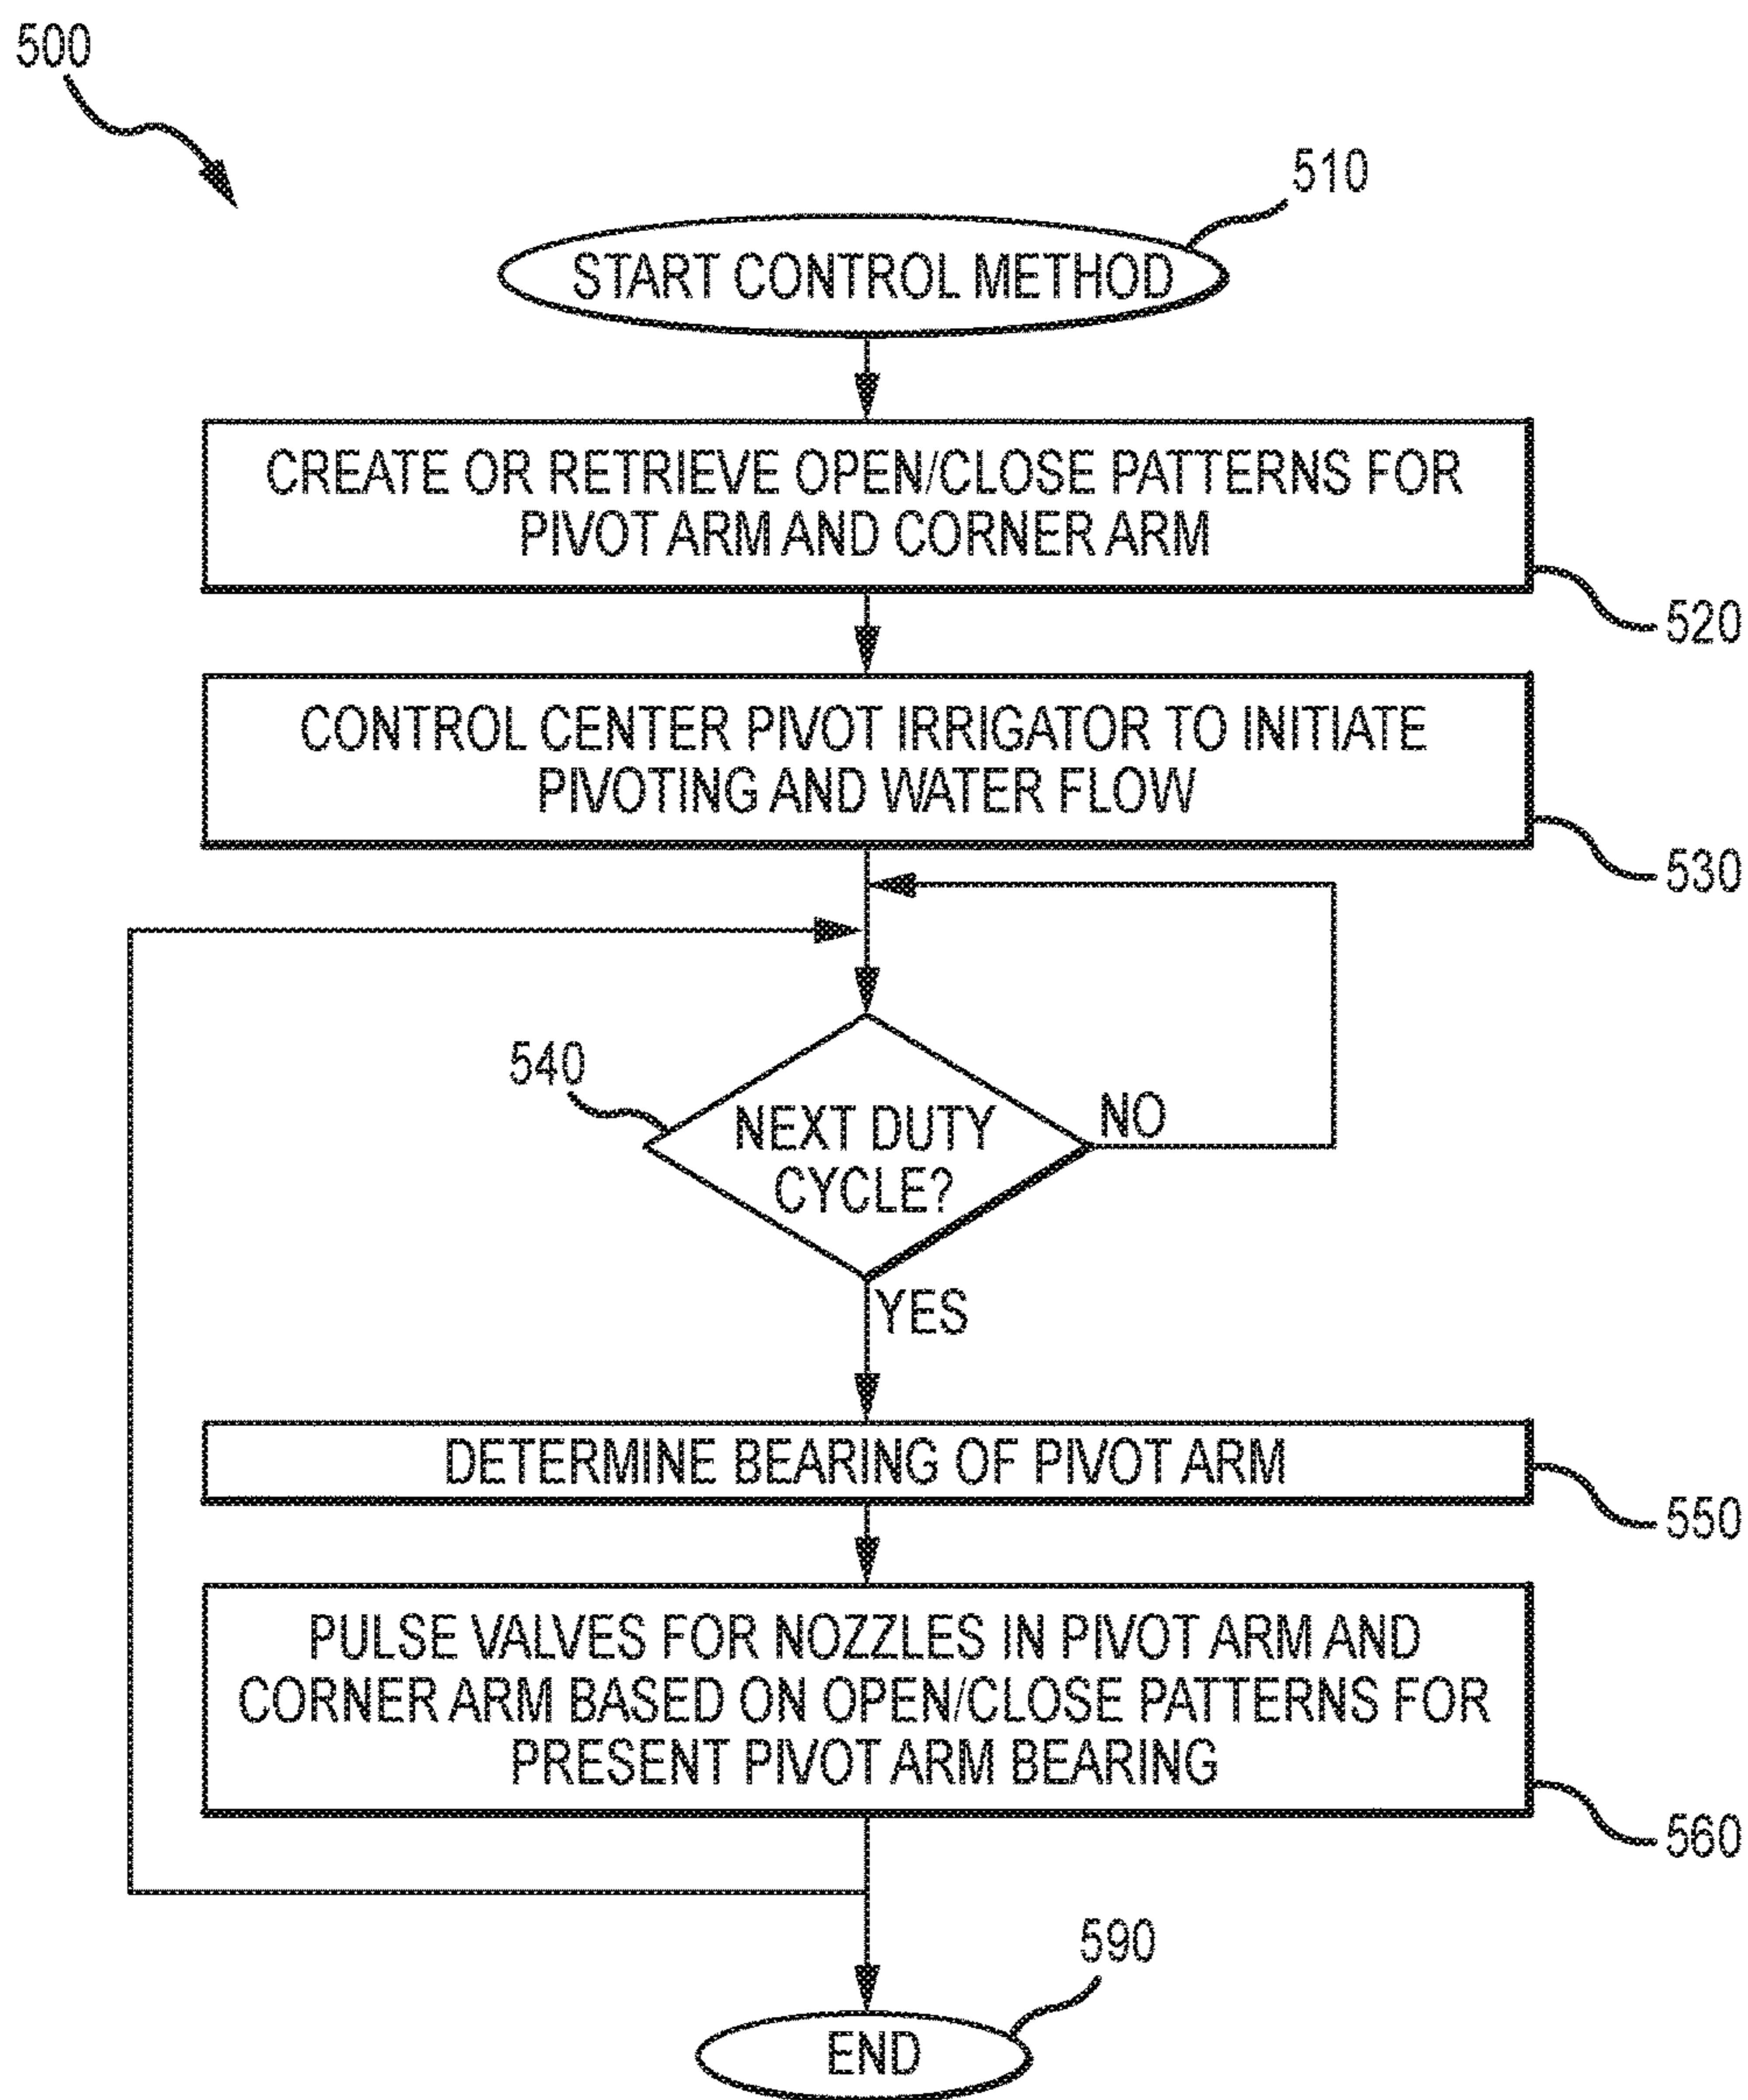 500
510
START CONTROL METHOD
CREATE OR RETRIEVE OPEN/CLOSE PATTERNS FOR
PIVOT ARM AND CORNER ARM
520
CONTROL CENTER PIVOT IRRIGATOR TO INITIATE
PIVOTING AND WATER FLOW
530
540
NEXT DUTY
CYCLE?
NO
YES
DETERMINE BEARING OF PIVOT ARM
550
PULSE VALVES FOR NOZZLES IN PIVOT ARM AND
CORNER ARM BASED ON OPEN/CLOSE PATTERNS FOR
PRESENT PIVOT ARM BEARING
560
590
END